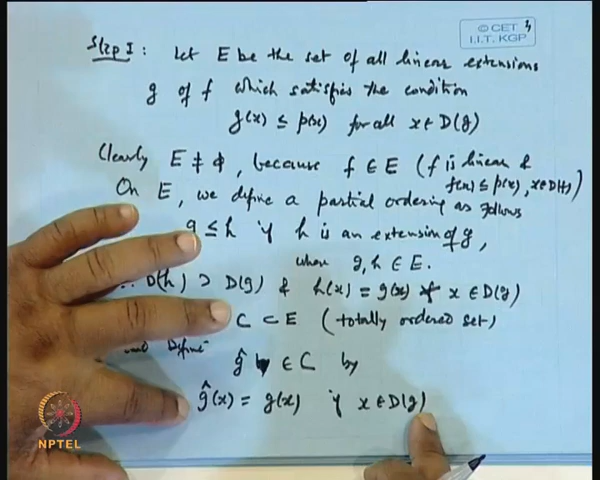 © CET
I.I.T. KGP
Step I : Let E be the set of all linear extensions
g of f which satisfies the condition
g(x) ≤ p(x) for all x ∈ D(g)
Clearly E ≠ ϕ, because f ∈ E ( f is linear &
f(x) ≤ p(x), x ∈ D(f) )
On E, we define a partial ordering as follows
g ≤ h if h is an extension of g,
where g, h ∈ E.
D(h) ⊃ D(g) & h(x) = g(x) x ∈ D(g)
C ⊂ E (totally ordered set)
Define
ĝ ∈ C by
ĝ(x) = g(x) if x ∈ D(g)
NPTEL